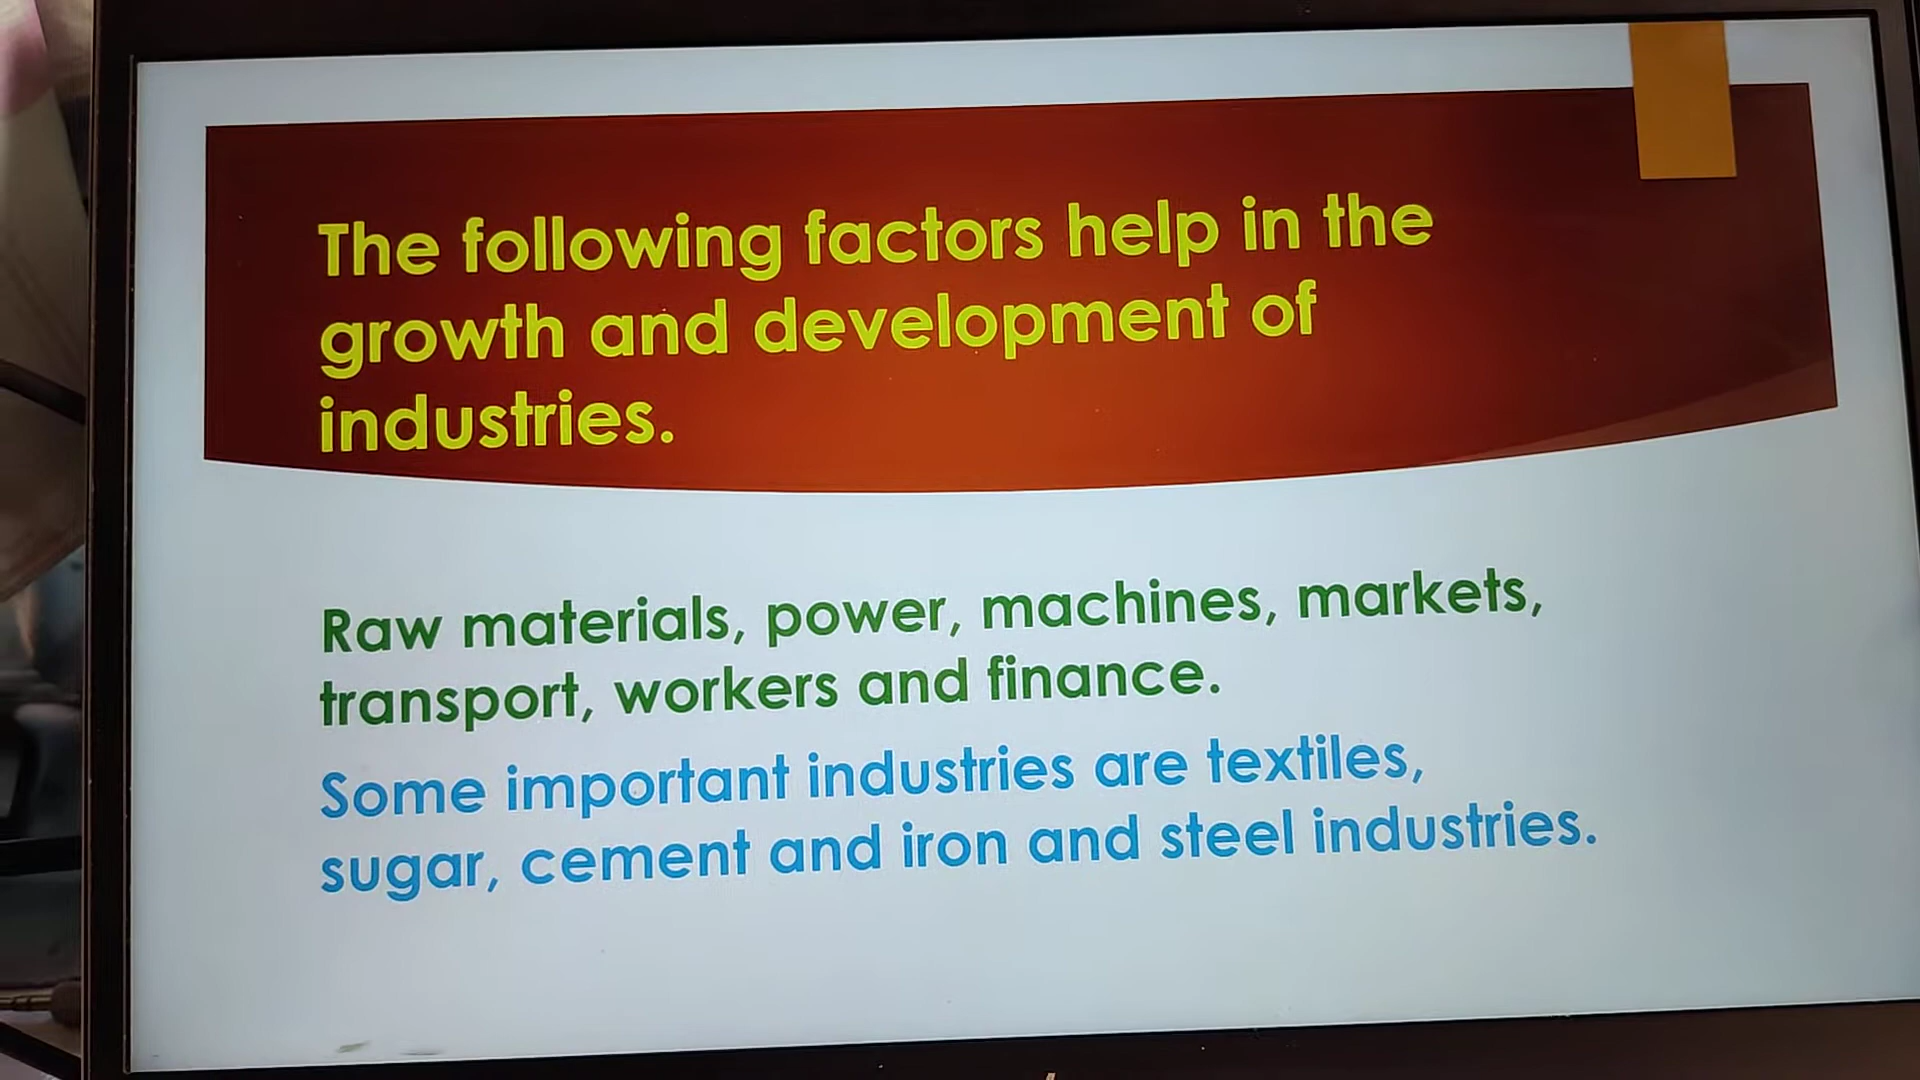 The following factors help in the
growth and development of
industries.
Raw materials, power, machines, markets,
transport, workers and finance.
Some important industries are textiles,
sugar, cement and iron and steel industries.